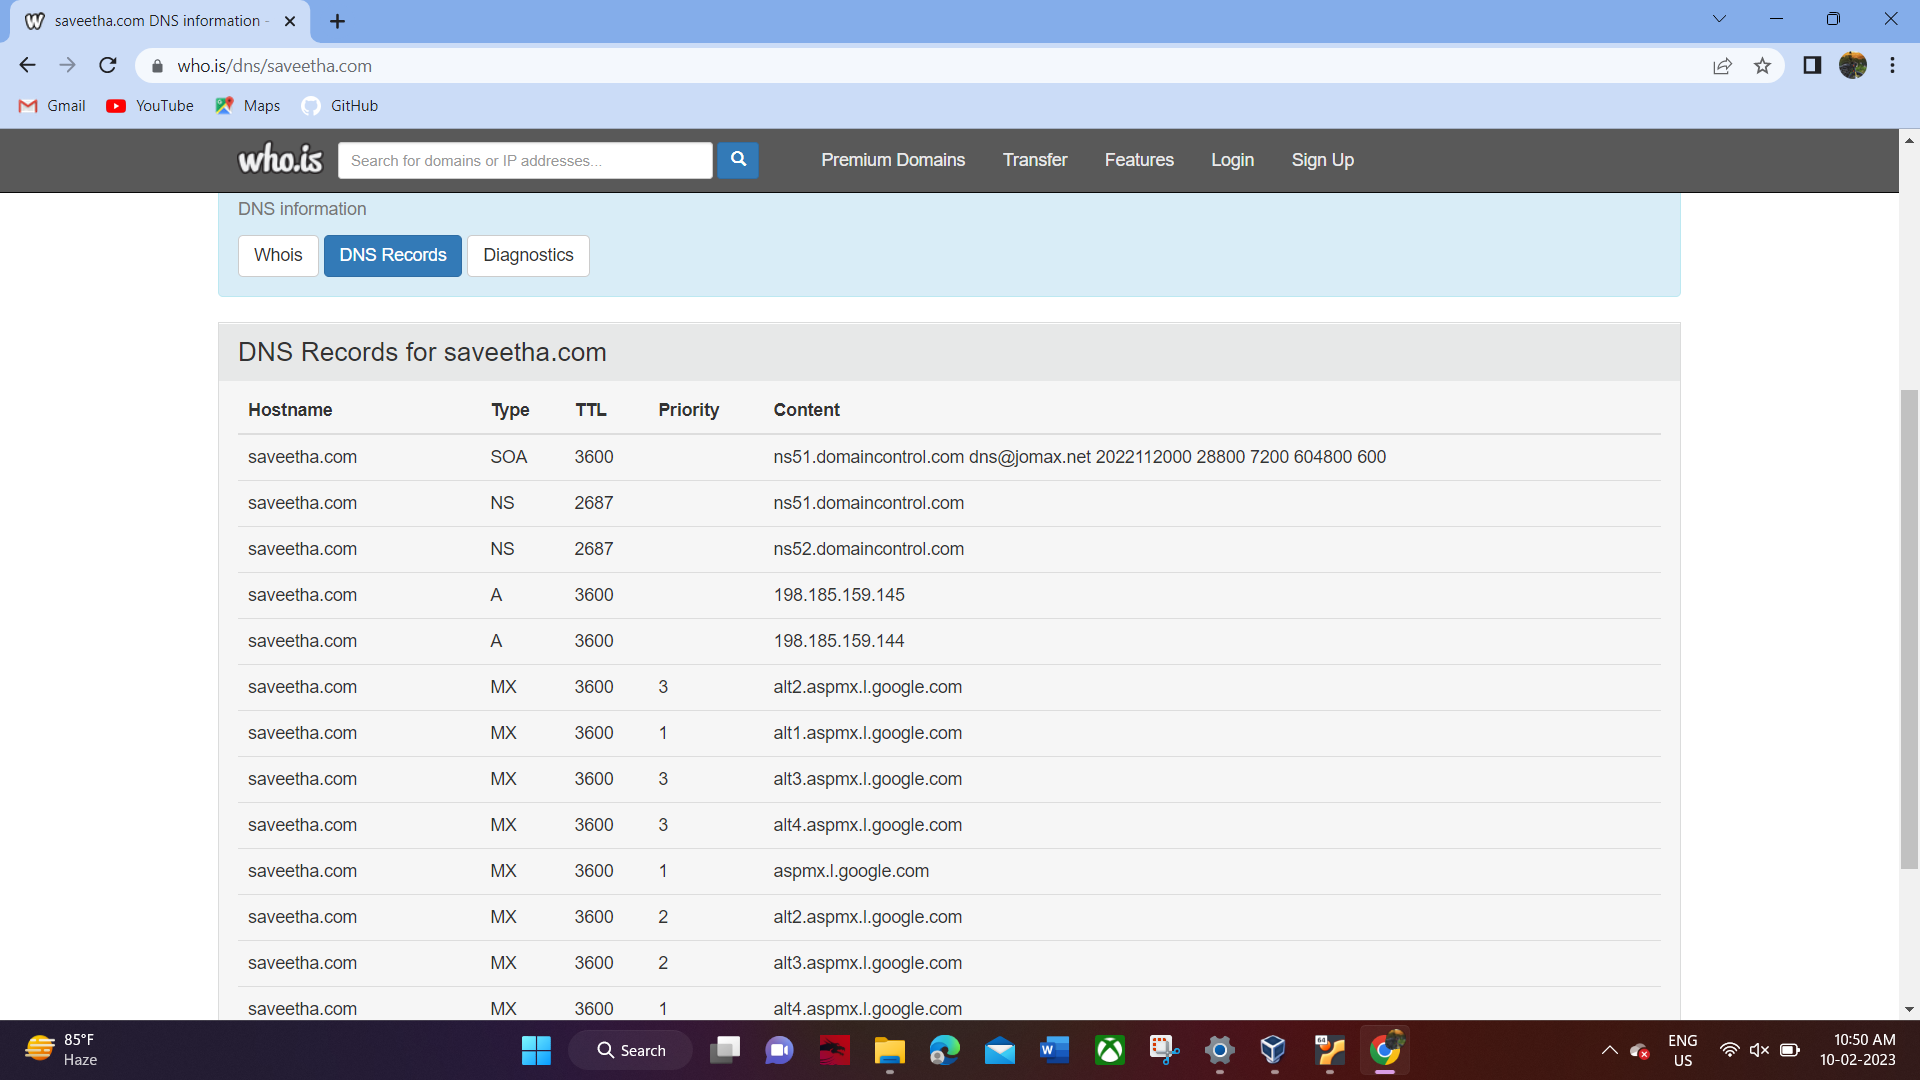 saveetha.com DNS information -
who.is/dns/saveetha.com
Gmail YouTube Maps GitHub
who.is Search for domains or IP addresses... Premium Domains Transfer Features Login Sign Up
DNS information
Whois DNS Records Diagnostics
DNS Records for saveetha.com
Hostname Type TTL Priority Content
saveetha.com SOA 3600 ns51.domaincontrol.com dns@jomax.net 2022112000 28800 7200 604800 600
saveetha.com NS 2687 ns51.domaincontrol.com
saveetha.com NS 2687 ns52.domaincontrol.com
saveetha.com A 3600 198.185.159.145
saveetha.com A 3600 198.185.159.144
saveetha.com MX 3600 3 alt2.aspmx.l.google.com
saveetha.com MX 3600 1 alt1.aspmx.l.google.com
saveetha.com MX 3600 3 alt3.aspmx.l.google.com
saveetha.com MX 3600 3 alt4.aspmx.l.google.com
saveetha.com MX 3600 1 aspmx.l.google.com
saveetha.com MX 3600 2 alt2.aspmx.l.google.com
saveetha.com MX 3600 2 alt3.aspmx.l.google.com
saveetha.com MX 3600 1 alt4.aspmx.l.google.com
85°F
Haze
Search
W
64
ENG
US
10:50 AM
10-02-2023